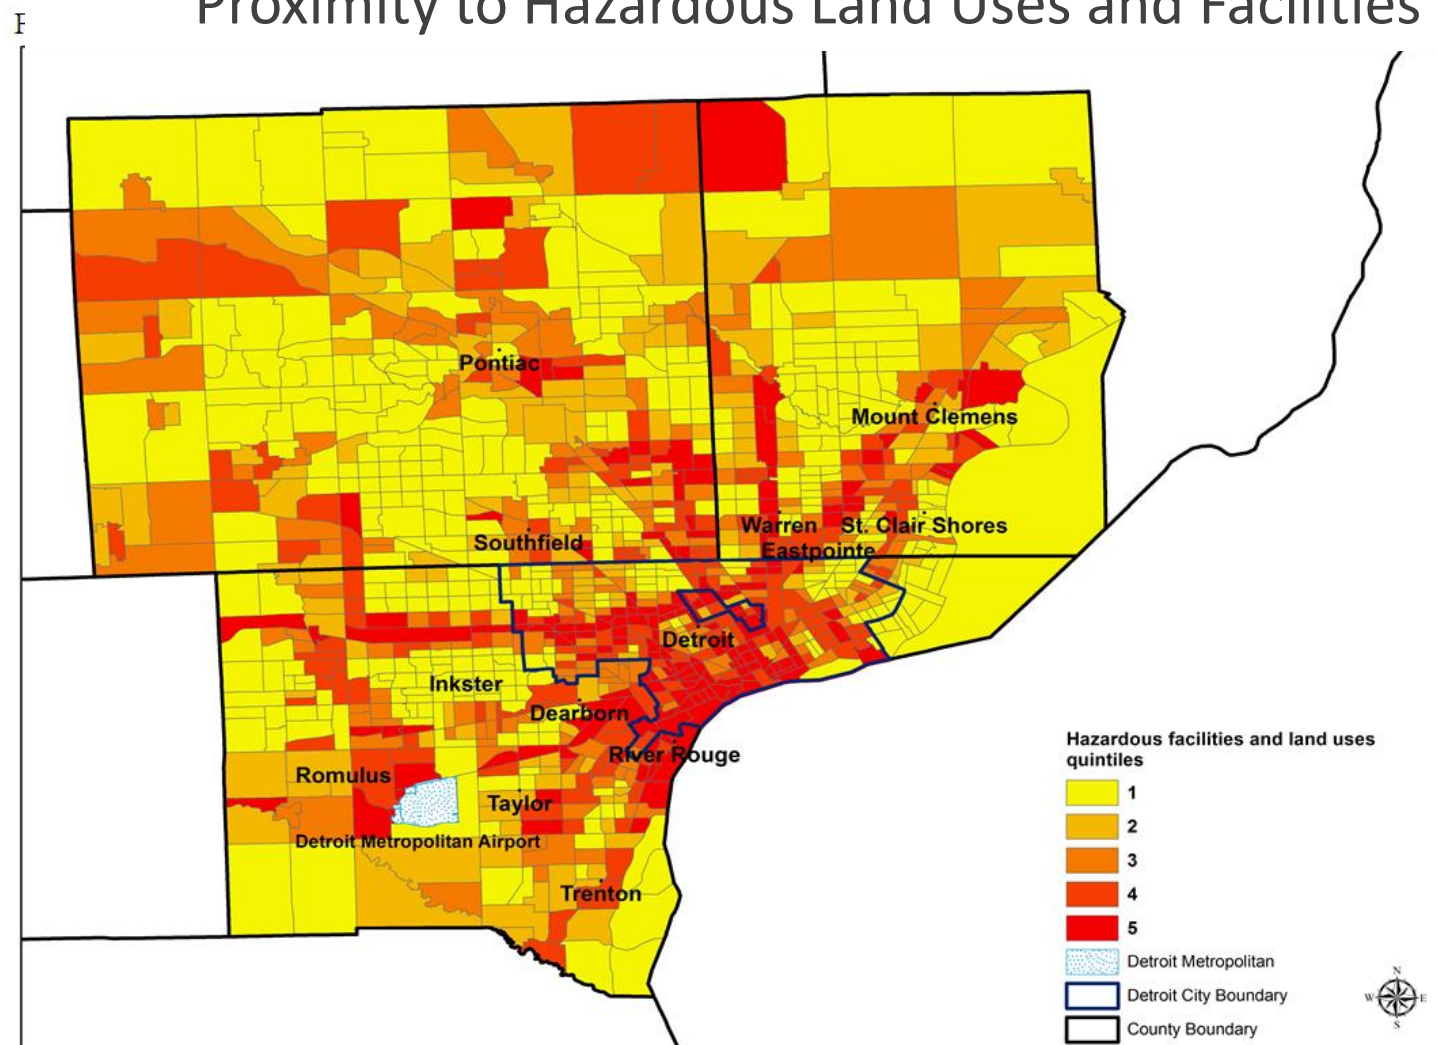 Proximity to Hazardous Land Uses and Facilities
Pontiac
Mount Clemens
Warren
St. Clair Shores
Eastpointe
Southfield
Detroit
Inkster
Dearborn
River Rouge
Romulus
Taylor
Detroit Metropolitan Airport
Trenton
Hazardous facilities and land uses
quintiles
1
2
3
4
5
Detroit Metropolitan
Detroit City Boundary
County Boundary
N
W
E
S